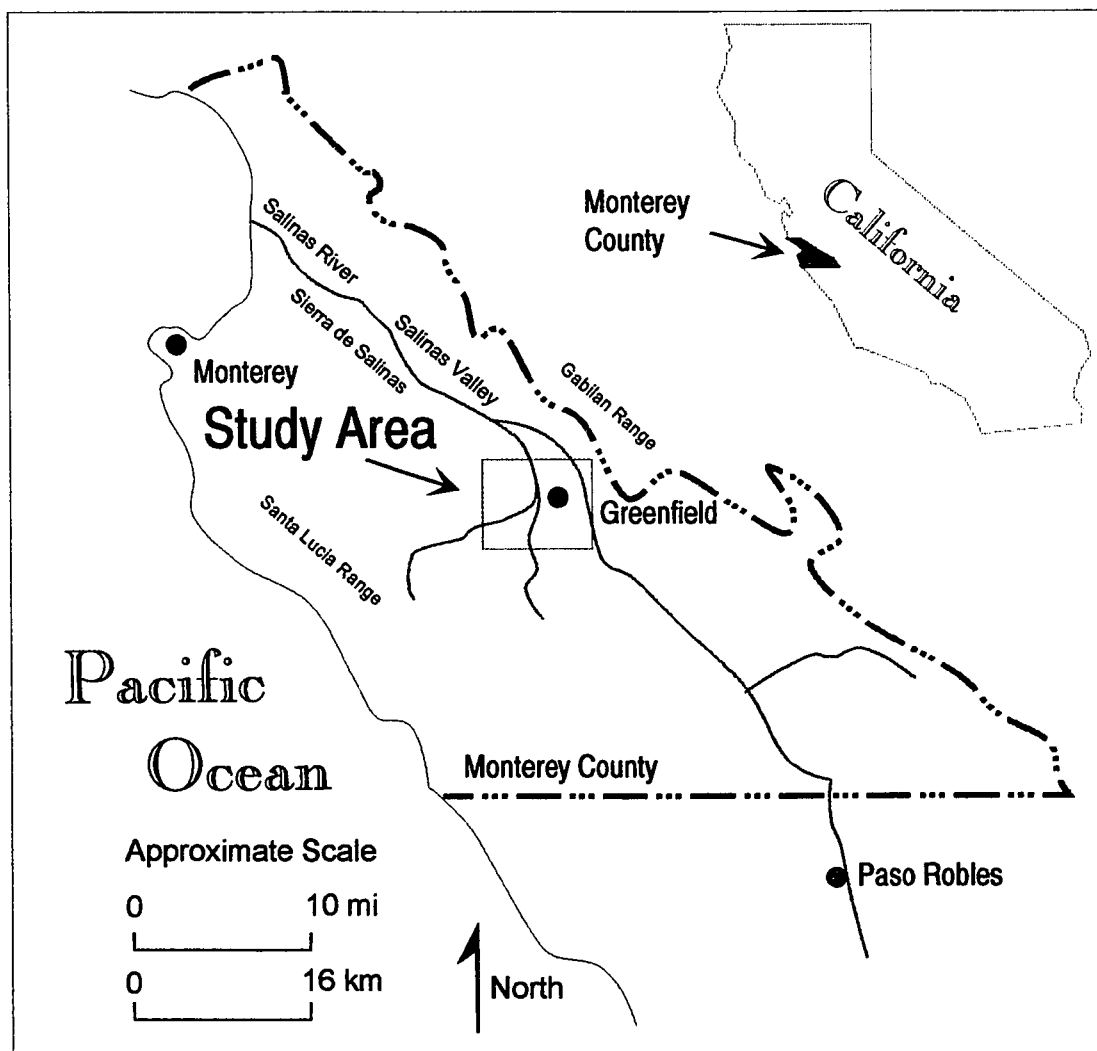 Monterey
County
California
Salinas River
Sierra de Salinas
Salinas Valley
Gabilan Range
Monterey
Study Area
Greenfield
Santa Lucia Range
Pacific
Ocean
Monterey County
Approximate Scale
0 10 mi
0 16 km
North
Paso Robles